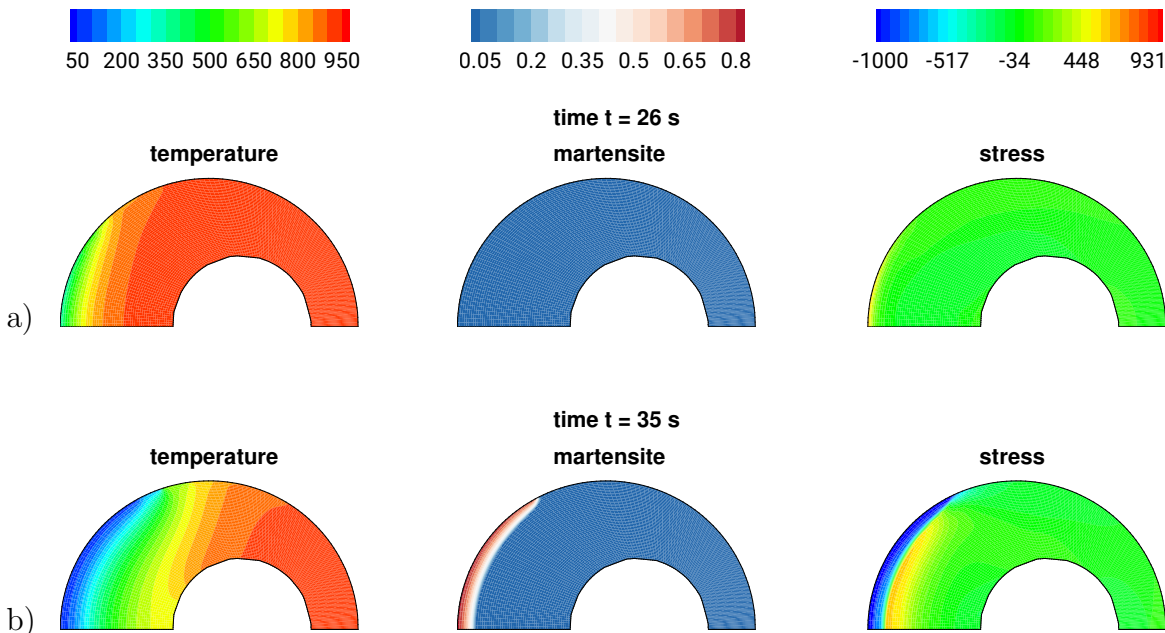 50 200 350 500 650 800 950
0.05 0.2 0.35 0.5 0.65 0.8
-1000 -517 -34 448 931
time t = 26 s
temperature martensite stress
a)
time t = 35 s
temperature martensite stress
b)